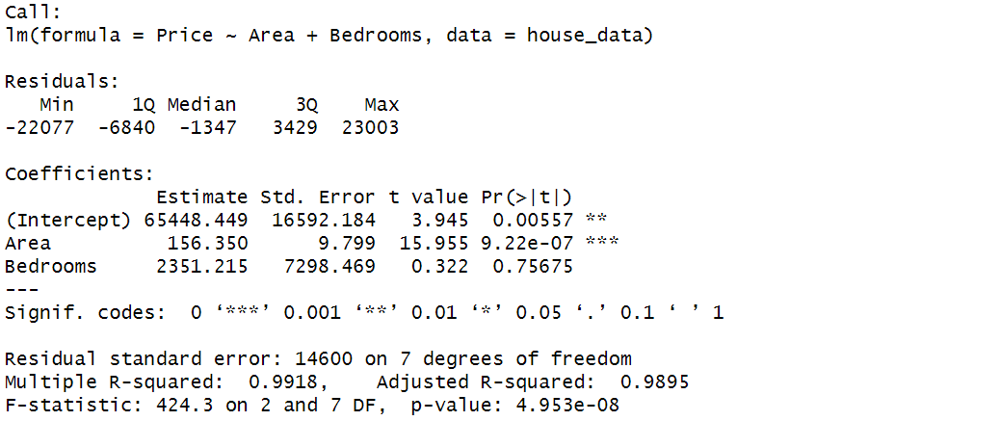 Call:
lm(formula = Price ~ Area + Bedrooms, data = house_data)
Residuals:
   Min     1Q Median     3Q    Max
-22077  -6840  -1347   3429  23003
Coefficients:
             Estimate Std. Error t value Pr(>|t|)
(Intercept) 65448.449  16592.184   3.945  0.00557 **
Area          156.350      9.799  15.955 9.22e-07 ***
Bedrooms     2351.215   7298.469   0.322  0.75675
---
Signif. codes:  0 ‘***’ 0.001 ‘**’ 0.01 ‘*’ 0.05 ‘.’ 0.1 ‘ ’ 1
Residual standard error: 14600 on 7 degrees of freedom
Multiple R-squared:  0.9918,	Adjusted R-squared:  0.9895
F-statistic: 424.3 on 2 and 7 DF,  p-value: 4.953e-08